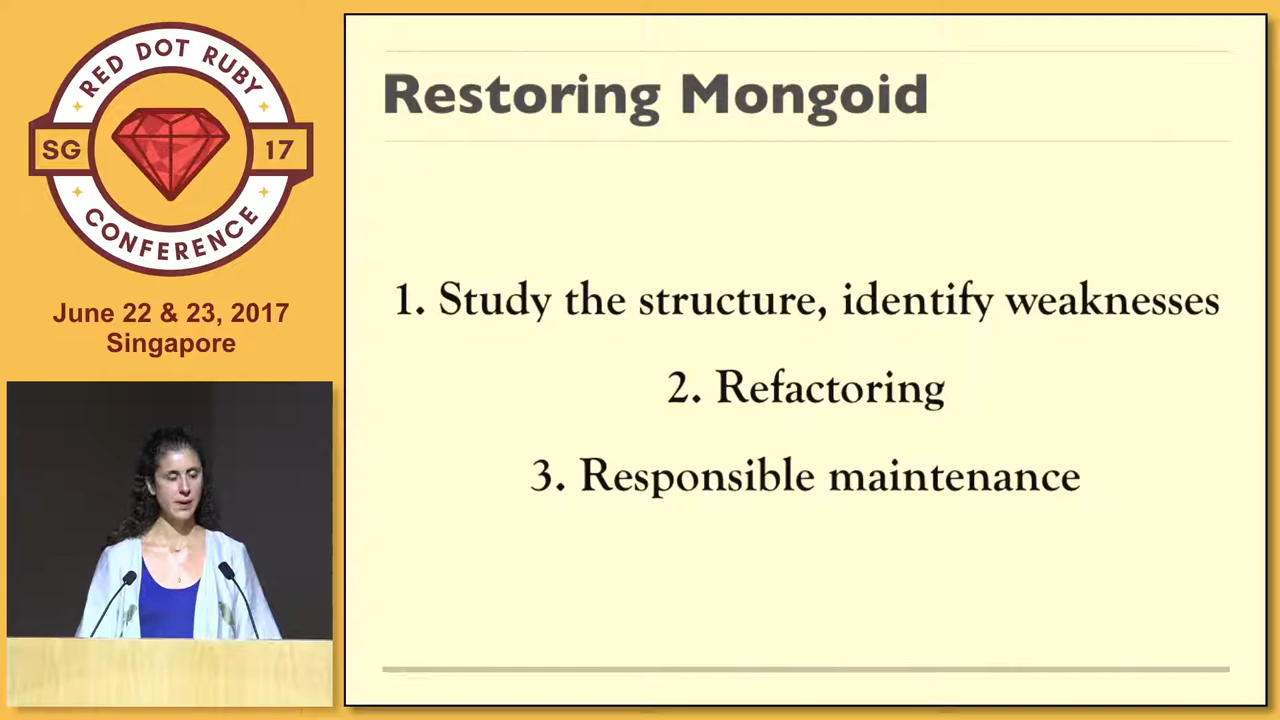 RED DOT RUBY
SG 17
CONFERENCE
June 22 & 23, 2017
Singapore
Restoring Mongoid
1. Study the structure, identify weaknesses
2. Refactoring
3. Responsible maintenance